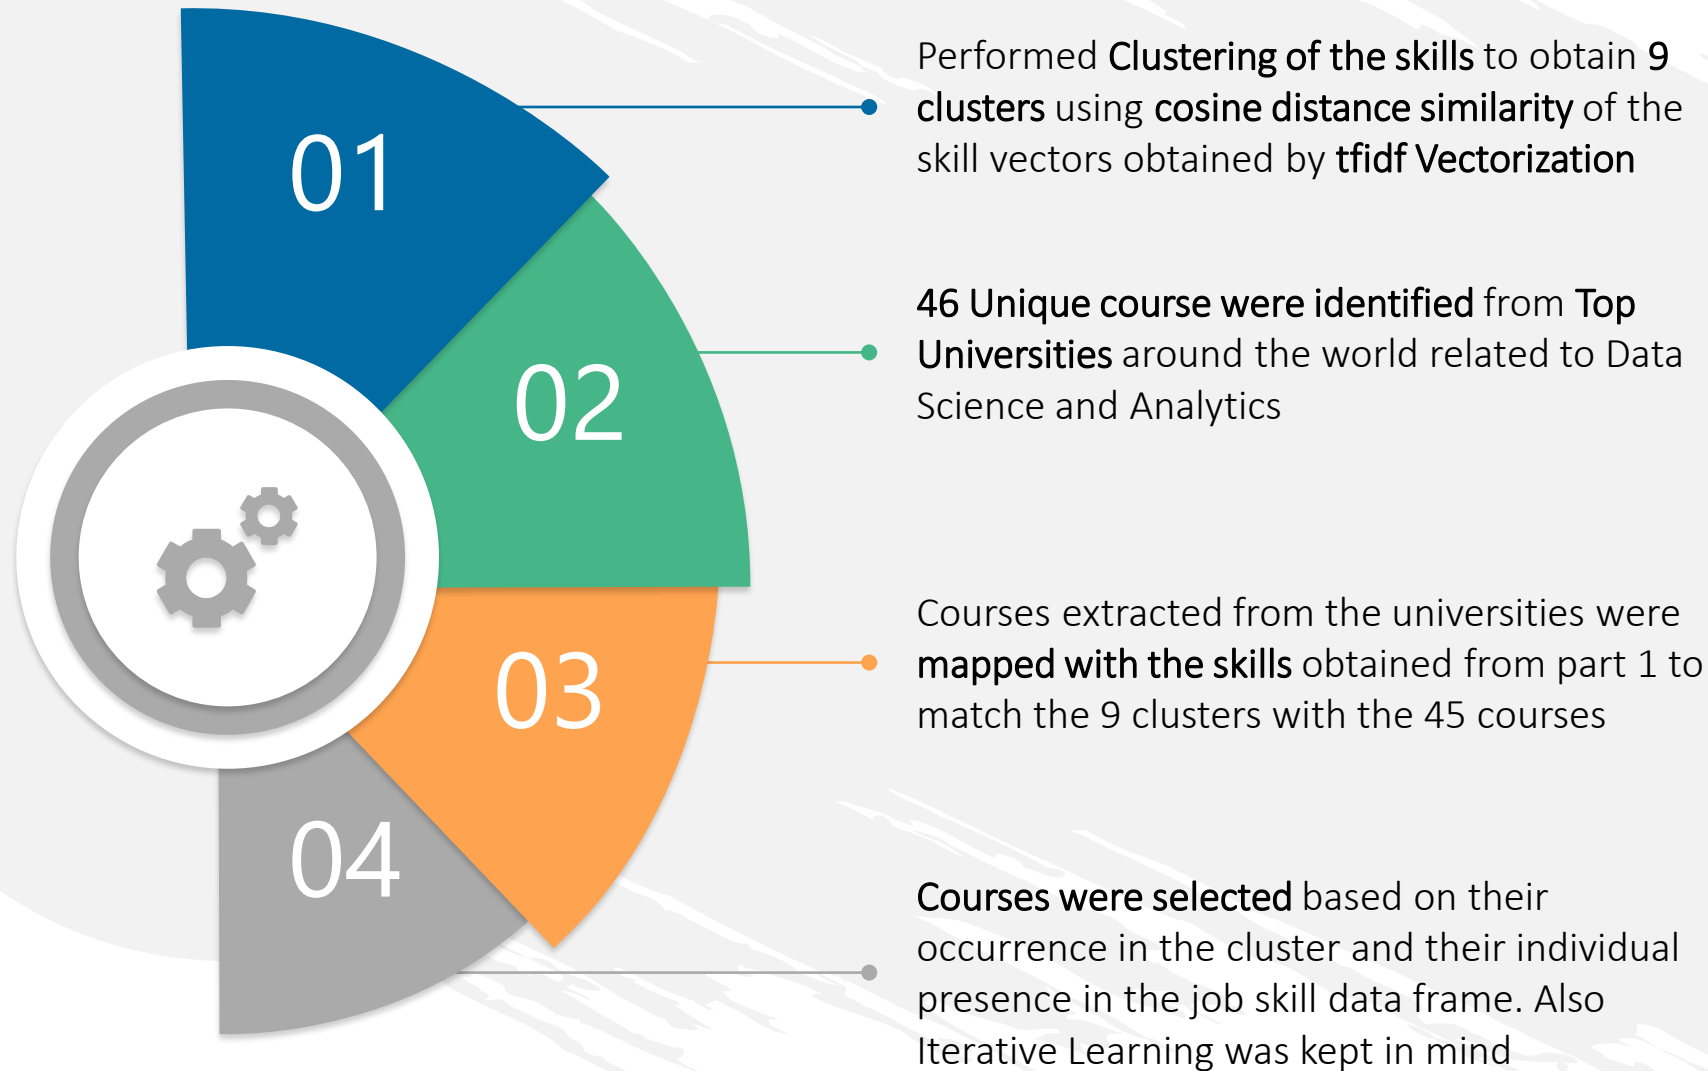 01
Performed Clustering of the skills to obtain 9
clusters using cosine distance similarity of the
skill vectors obtained by tfidf Vectorization
02
46 Unique course were identified from Top
Universities around the world related to Data
Science and Analytics
03
Courses extracted from the universities were
mapped with the skills obtained from part 1 to
match the 9 clusters with the 45 courses
04
Courses were selected based on their
occurrence in the cluster and their individual
presence in the job skill data frame. Also
Iterative Learning was kept in mind